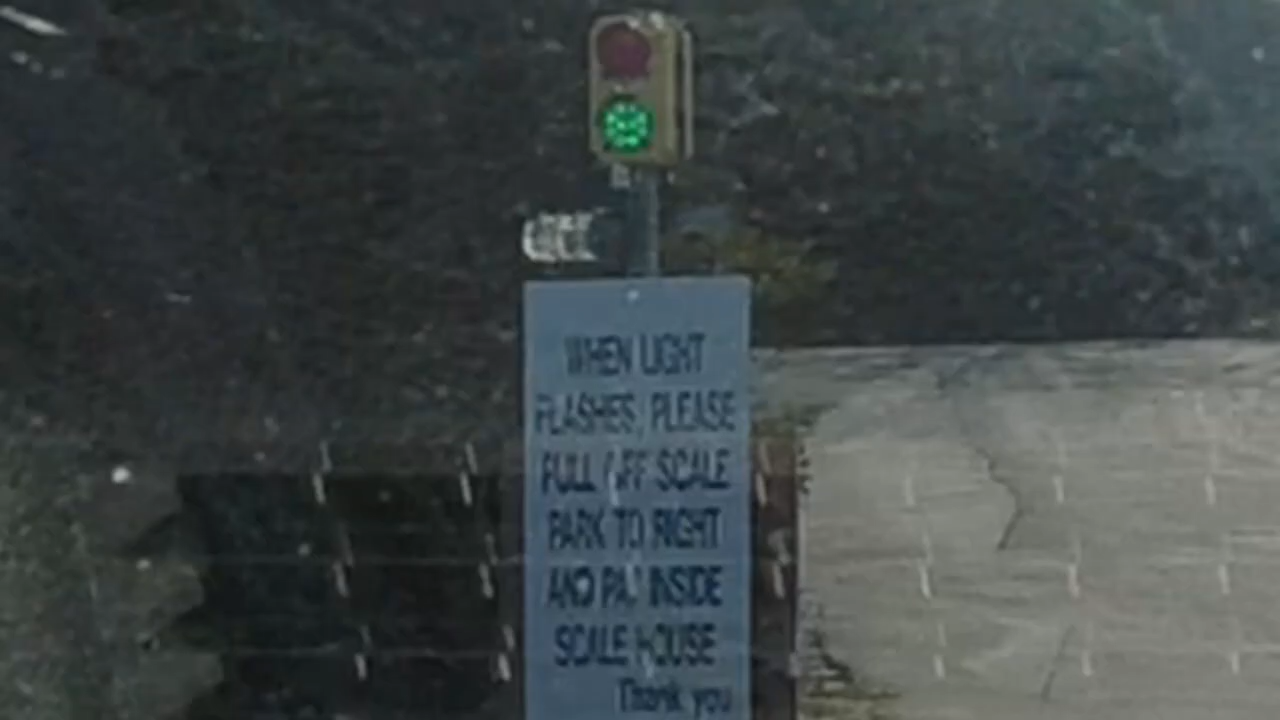 WHEN LIGHT
FLASHES, PLEASE
PULL OFF SCALE
PARK TO RIGHT
AND PAY INSIDE
SCALE HOUSE
Thank you